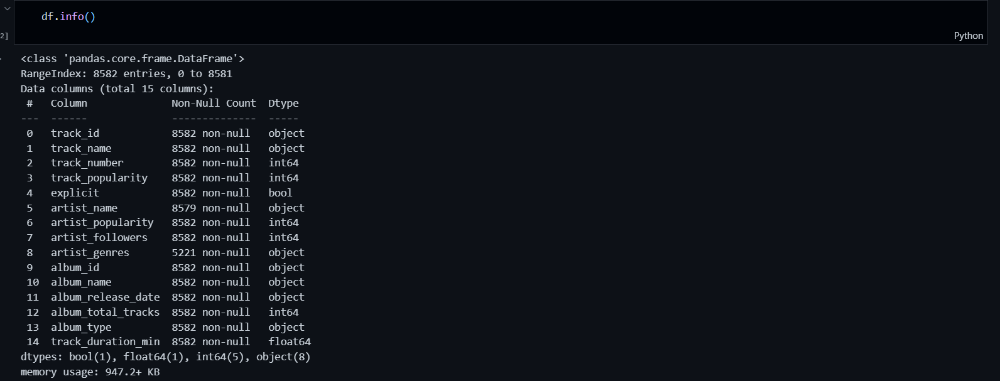 df.info()
2]
Python
<class 'pandas.core.frame.DataFrame'>
RangeIndex: 8582 entries, 0 to 8581
Data columns (total 15 columns):
 #   Column               Non-Null Count  Dtype
---  ------               --------------  -----
 0   track_id             8582 non-null   object
 1   track_name           8582 non-null   object
 2   track_number         8582 non-null   int64
 3   track_popularity     8582 non-null   int64
 4   explicit             8582 non-null   bool
 5   artist_name          8579 non-null   object
 6   artist_popularity    8582 non-null   int64
 7   artist_followers     8582 non-null   int64
 8   artist_genres        5221 non-null   object
 9   album_id             8582 non-null   object
 10  album_name           8582 non-null   object
 11  album_release_date   8582 non-null   object
 12  album_total_tracks   8582 non-null   int64
 13  album_type           8582 non-null   object
 14  track_duration_min   8582 non-null   float64
dtypes: bool(1), float64(1), int64(5), object(8)
memory usage: 947.2+ KB